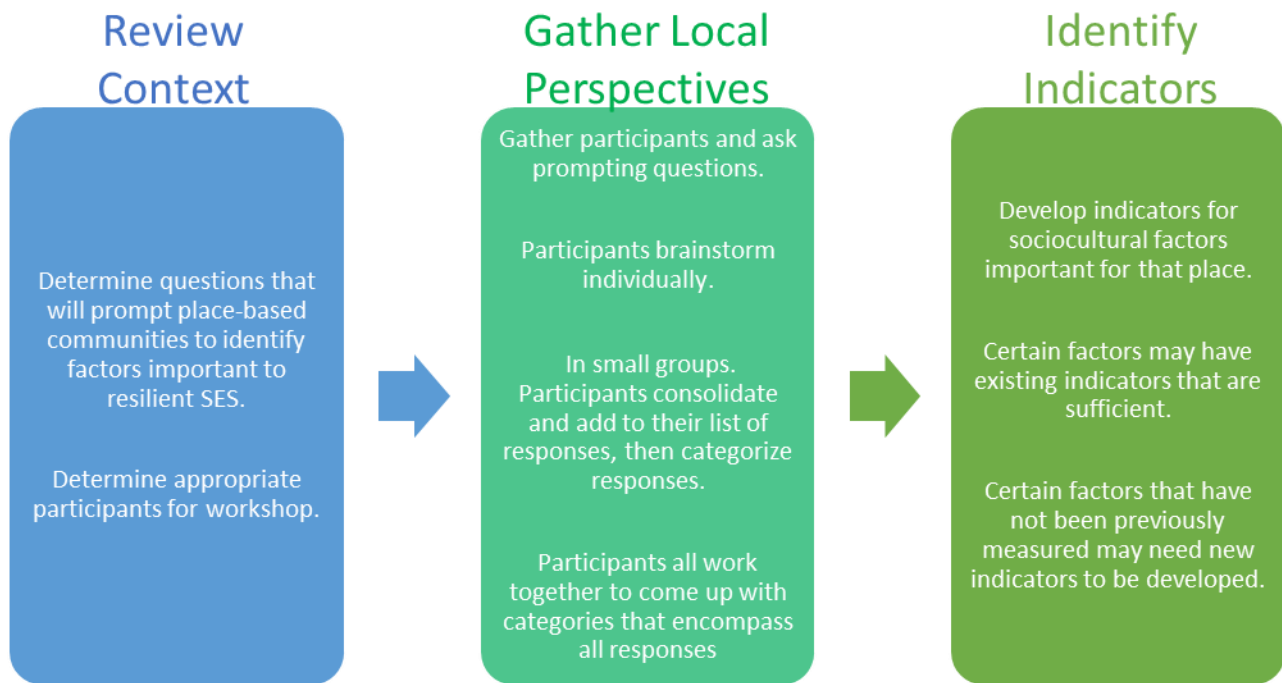 Review
Context
Determine questions that
will prompt place-based
communities to identify
factors important to
resilient SES.
Determine appropriate
participants for workshop.
Gather Local
Perspectives
Gather participants and ask
prompting questions.
Participants brainstorm
individually.
In small groups.
Participants consolidate
and add to their list of
responses, then categorize
responses.
Participants all work
together to come up with
categories that encompass
all responses
Identify
Indicators
Develop indicators for
sociocultural factors
important for that place.
Certain factors may have
existing indicators that are
sufficient.
Certain factors that have
not been previously
measured may need new
indicators to be developed.